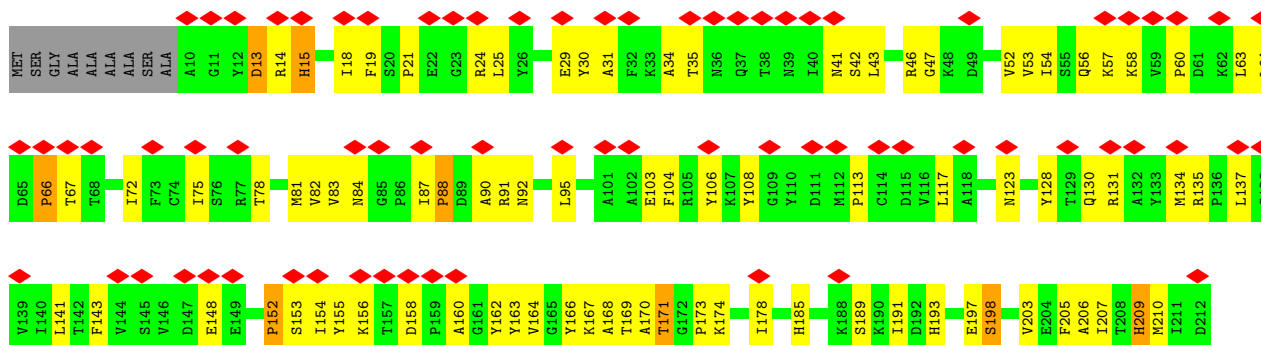 MET SER GLY ALA ALA ALA ALA SER ALA A10 G11 Y12 D13 R14 H15 I18 F19 S20 P21 E22 G23 R24 L25 Y26 E29 Y30 A31 F32 K33 A34 T35 N36 Q37 T38 N39 I40 N41 S42 L43 R46 G47 K48 D49 V52 V53 I54 S55 Q56 K57 K58 V59 P60 D61 K62 L63
D65 P66 T67 T68 I72 F73 C74 I75 S76 R77 T78 M81 V82 V83 N84 G85 P86 I87 P88 D89 A90 R91 N92 L95 A101 A102 E103 F104 R105 Y106 K107 Y108 G109 Y110 D111 M112 P113 C114 D115 V116 L117 A118 N123 Y128 T129 Q130 R131 A132 Y133 M134 R135 P136 L137
V139 I140 L141 T142 F143 V144 S145 V146 D147 E148 E149 P152 S153 I154 Y155 K156 T157 D158 P159 A160 G161 Y162 Y163 V164 G165 Y166 K167 A168 T169 A170 T171 G172 P173 K174 I178 H185 K188 S189 K190 I191 D192 H193 E197 S198 V203 E204 F205 A206 I207 T208 H209 M210 I211 D212